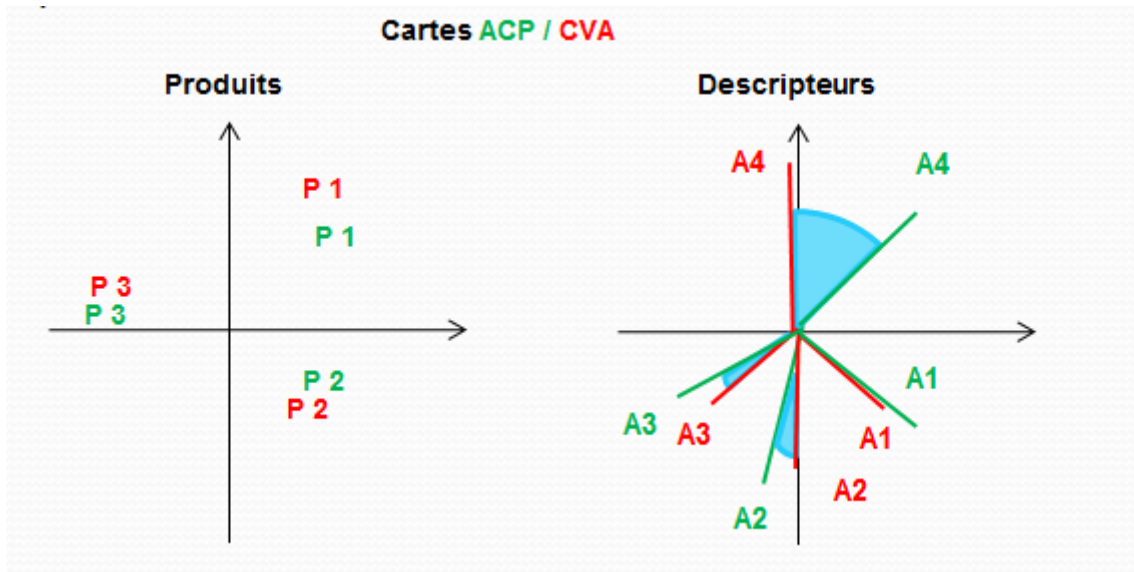 Cartes ACP / CVA
Produits
Descripteurs
P 1
P 1
P 3
P 3
P 2
P 2
A4
A4
A1
A3
A3
A1
A2
A2